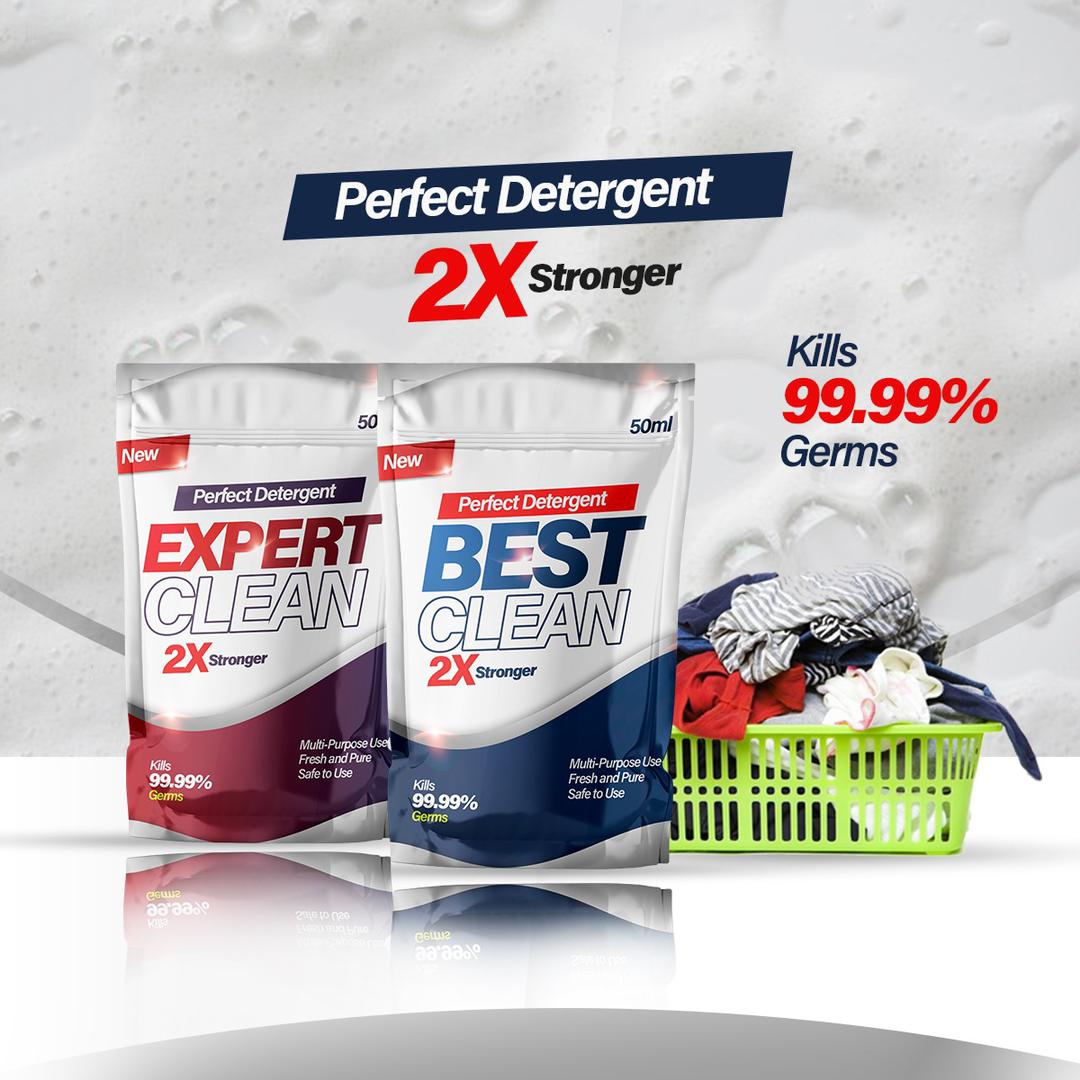 Perfect Detergent
2X Stronger
Kills
99.99%
Germs
50
New
Perfect Detergent
EXPERT
CLEAN
2X Stronger
Multi-Purpose Use
Fresh and Pure
Safe to Use
Kills
99.99%
Germs
50ml
New
Perfect Detergent
BEST
CLEAN
2X Stronger
Multi-Purpose Use
Fresh and Pure
Safe to Use
Kills
99.99%
Germs